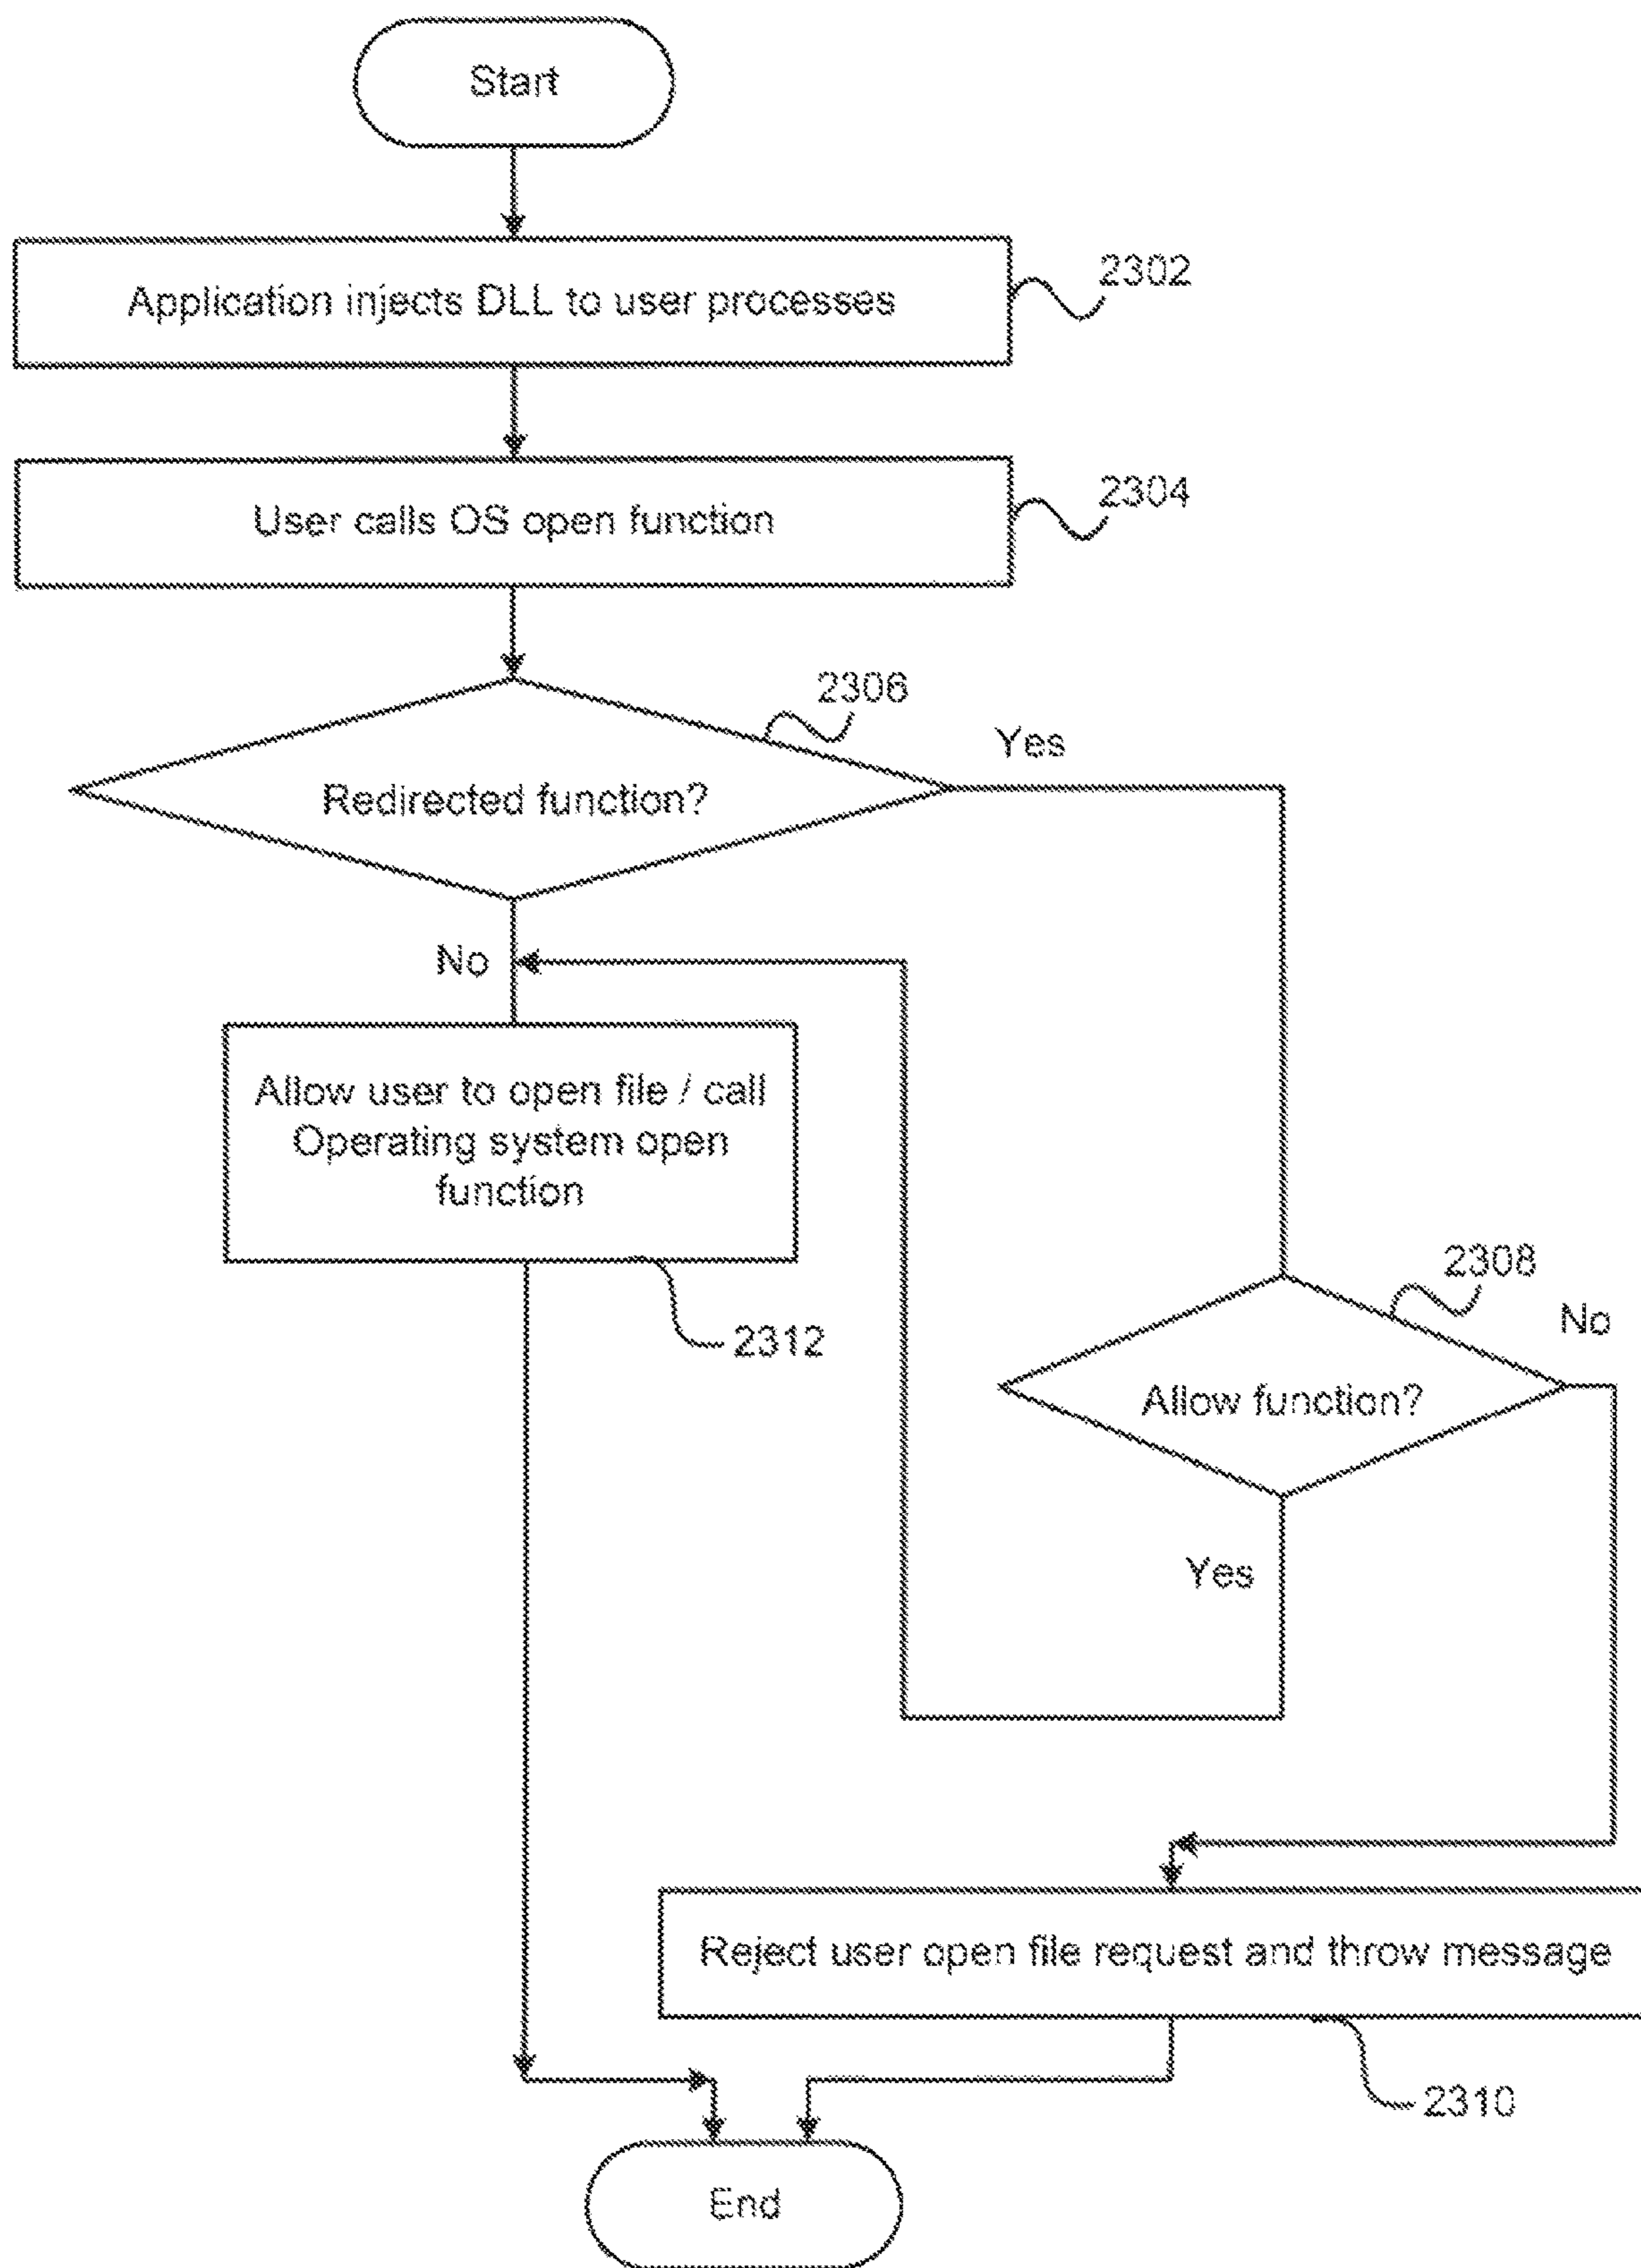 Start
Application injects DLL to user processes
2302
User calls OS open function
2304
2306
Yes
Redirected function?
No
Allow user to open file / call
Operating system open
function
2312
2308
No
Allow function?
Yes
Reject user open file request and throw message
2310
End